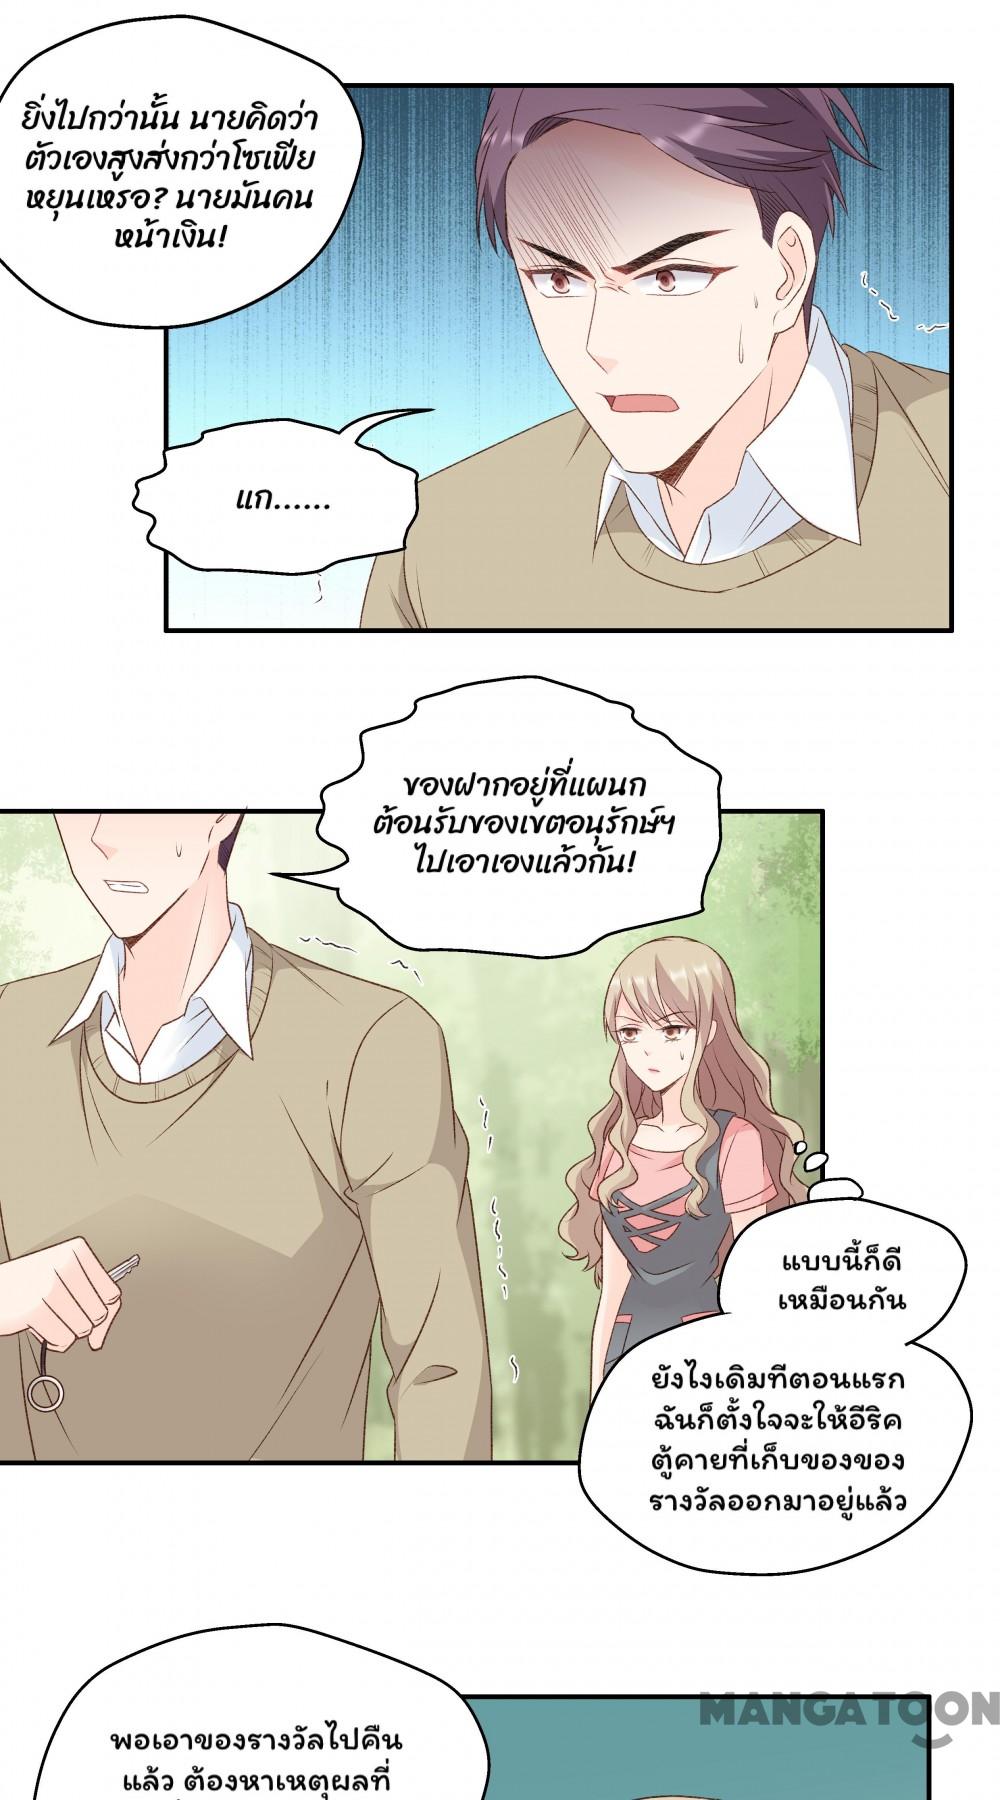 ยิ่งไปกว่านั้น นายคิดว่า
ตัวเองสูงส่งกว่าโซเฟีย
หยุนเหรอ? นายมันคน
หน้าเงิน!
แก......
ของฝากอยู่ที่แผนก
ต้อนรับของเขตอนุรักษ์ฯ
ไปเอาเองแล้วกัน!
แบบนี้ก็ดี
เหมือนกัน
ยังไงเดิมทีตอนแรก
ฉันก็ตั้งใจจะให้อีริค
ตู้คายที่เก็บของของ
รางวัลออกมาอยู่แล้ว
MANGATOON
พอเอาของรางวัลไปคืน
แล้ว ต้องหาเหตุผลที่